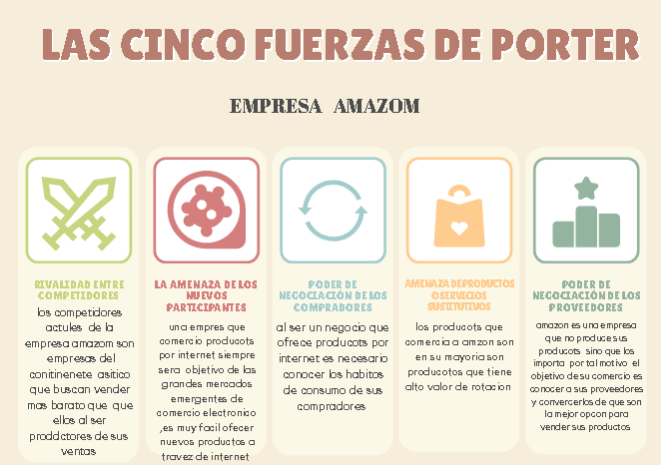 LAS CINCO FUERZAS DE PORTER
EMPRESA AMAZOM
RIVALIDAD ENTRE
COMPETIDORES
los competidores
actules de la
empresa amazom son
empresas del
conitinenete asitico
que buscan vender
mas barato que que
ellos al ser
proddctores de sus
ventas
LA AMENAZA DE LOS
NUEVOS
PARTICIPANTES
una empres que
comercio producots
por internet siempre
sera objetivo de las
grandes mercados
emergentes de
comercio electronico
,es muy facil ofecer
nuevos productos a
travez de internet
PODER DE
NEGOCIACIÓN DE LOS
COMPRADORES
al ser un negocio que
ofrece producots por
internet es necesario
conocer los habitos
de consumo de sus
compradores
AMENAZA DE PRODUCTOS
O SERVICIOS
SUSTITUTIVOS
los producots que
comercia a amzon son
en su mayoria son
producotos que tiene
alto valor de rotacion
PODER DE
NEGOCIACIÓN DE LOS
PROVEEDORES
amazon es una empresa
que no produce sus
producots sino que los
importa por tal motivo el
objetivo de su comercio es
conocer a sus proveedores
y convercerlos de que son
la mejor opcon para
vender sus productos